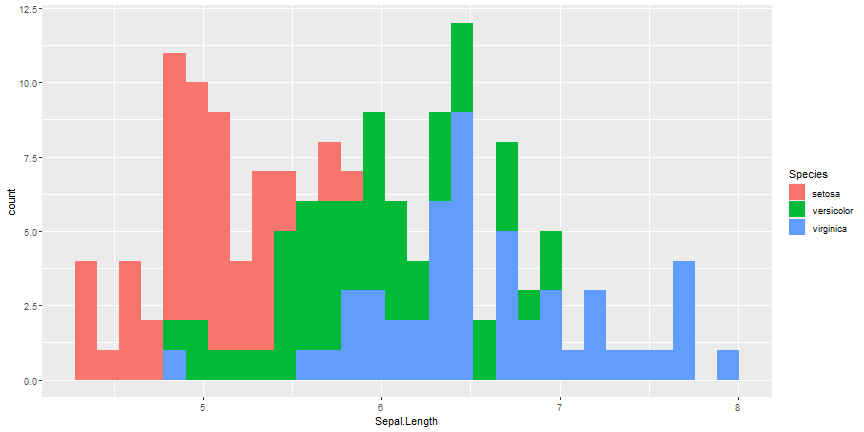 12.5
10.0
7.5
5.0
2.5
0.0
count
5 6 7 8
Sepal.Length
Species
setosa
versicolor
virginica